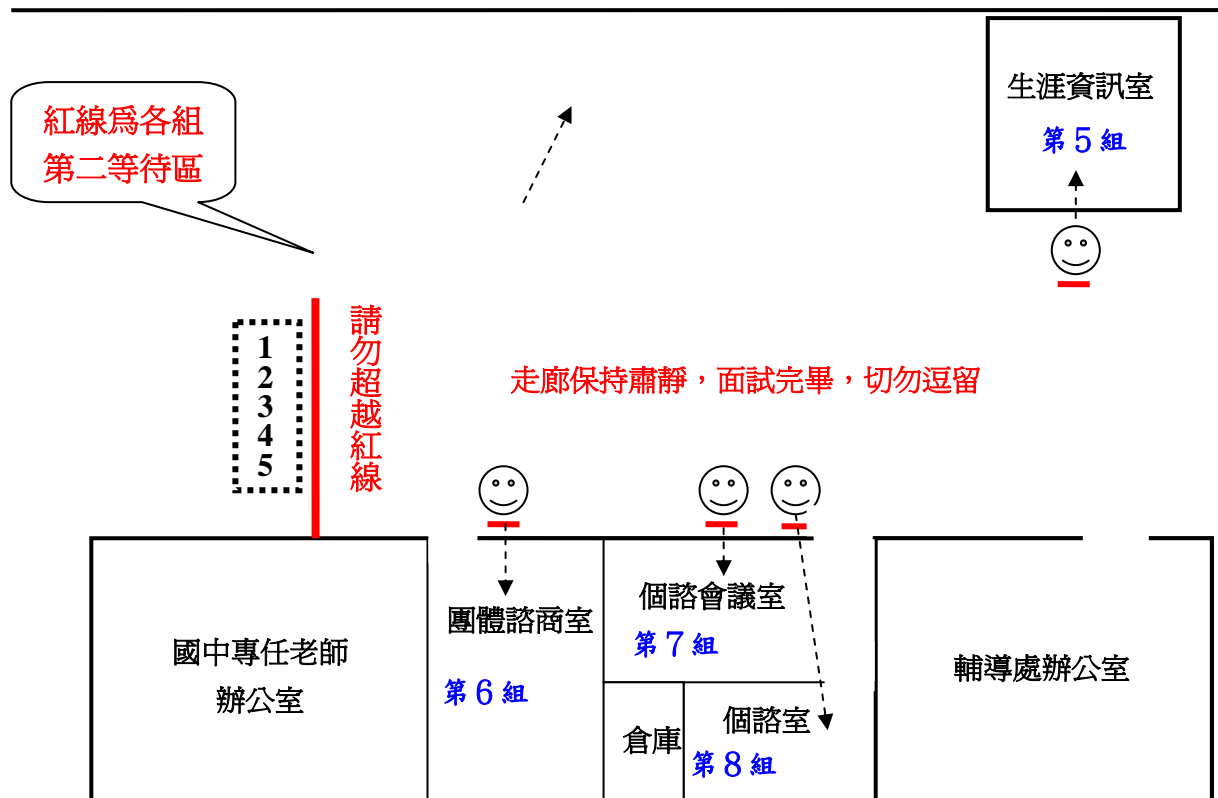 紅線為各組
第二等待區
生涯資訊室
第5組
1
2
3
4
5
請勿超越紅線
走廊保持肅靜，面試完畢，切勿逗留
國中專任老師
辦公室
團體諮商室
第6組
個諮會議室
第7組
倉庫
個諮室
第8組
輔導處辦公室